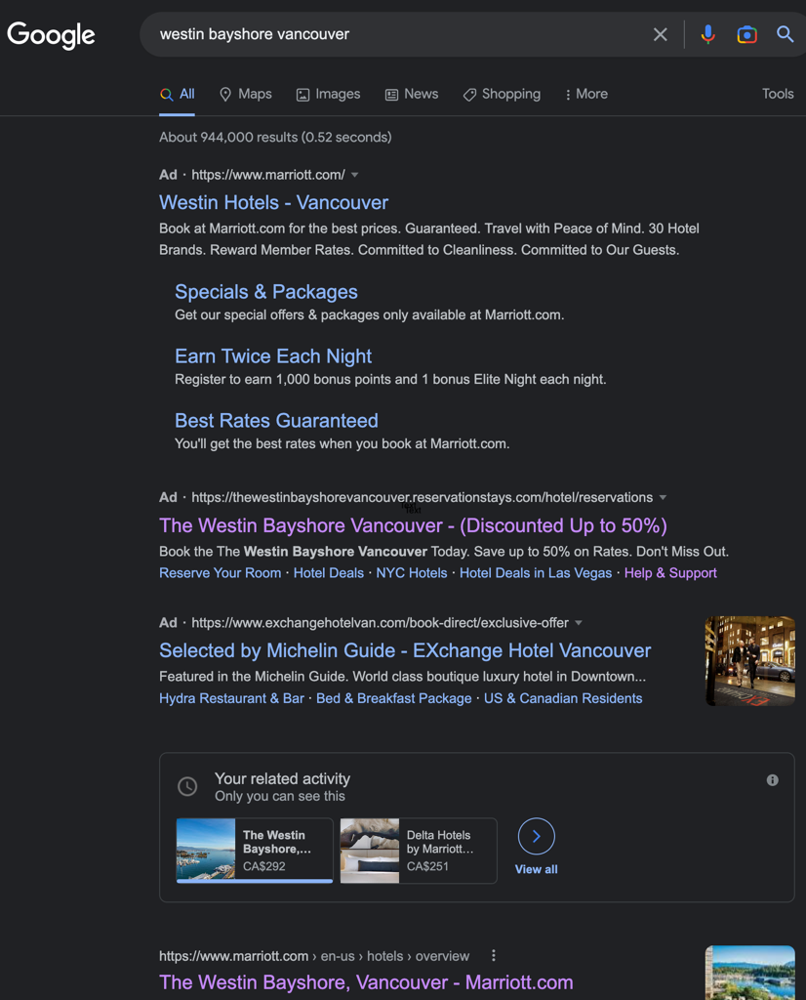 Google
westin bayshore vancouver
All Maps Images News Shopping More Tools
About 944,000 results (0.52 seconds)
Ad · https://www.marriott.com/
Westin Hotels - Vancouver
Book at Marriott.com for the best prices. Guaranteed. Travel with Peace of Mind. 30 Hotel
Brands. Reward Member Rates. Committed to Cleanliness. Committed to Our Guests.
Specials & Packages
Get our special offers & packages only available at Marriott.com.
Earn Twice Each Night
Register to earn 1,000 bonus points and 1 bonus Elite Night each night.
Best Rates Guaranteed
You'll get the best rates when you book at Marriott.com.
Ad · https://thewestinbayshorevancouver.reservationstays.com/hotel/reservations
The Westin Bayshore Vancouver - (Discounted Up to 50%)
Book the The Westin Bayshore Vancouver Today. Save up to 50% on Rates. Don't Miss Out.
Reserve Your Room · Hotel Deals · NYC Hotels · Hotel Deals in Las Vegas · Help & Support
Ad · https://www.exchangehotelvan.com/book-direct/exclusive-offer
Selected by Michelin Guide - EXchange Hotel Vancouver
Featured in the Michelin Guide. World class boutique luxury hotel in Downtown...
Hydra Restaurant & Bar · Bed & Breakfast Package · US & Canadian Residents
Your related activity
Only you can see this
The Westin
Bayshore,...
CA$292
Delta Hotels
by Marriott...
CA$251
View all
https://www.marriott.com › en-us › hotels › overview
The Westin Bayshore, Vancouver - Marriott.com